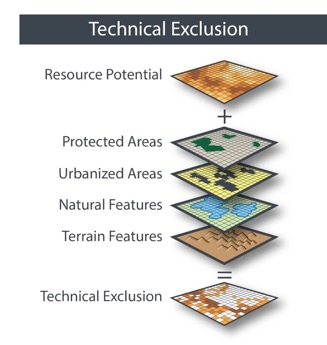 Technical Exclusion
Resource Potential
+
Protected Areas
Urbanized Areas
Natural Features
Terrain Features
=
Technical Exclusion